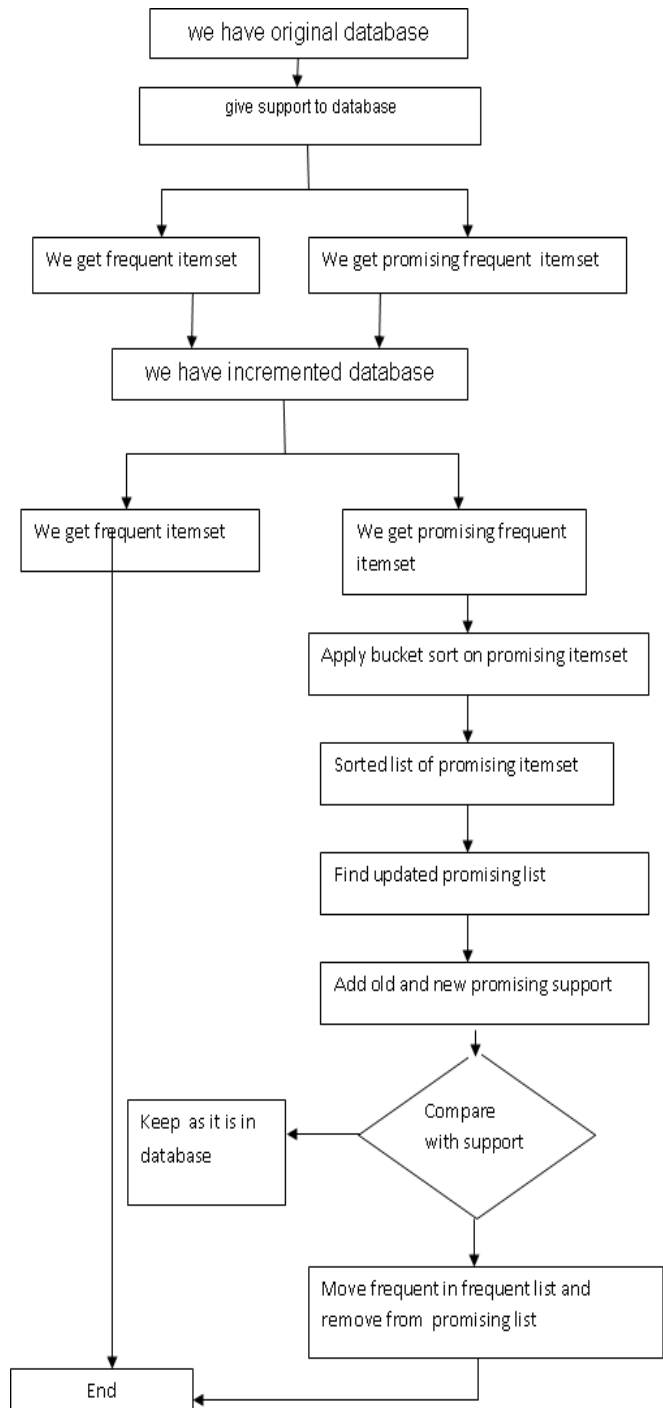 we have original database
give support to database
We get frequent itemset
We get promising frequent itemset
we have incremented database
We get frequent itemset
We get promising frequent
itemset
Apply bucket sort on promising itemset
Sorted list of promising itemset
Find updated promising list
Add old and new promising support
Compare
with support
Keep as it is in
database
Move frequent in frequent list and
remove from promising list
End